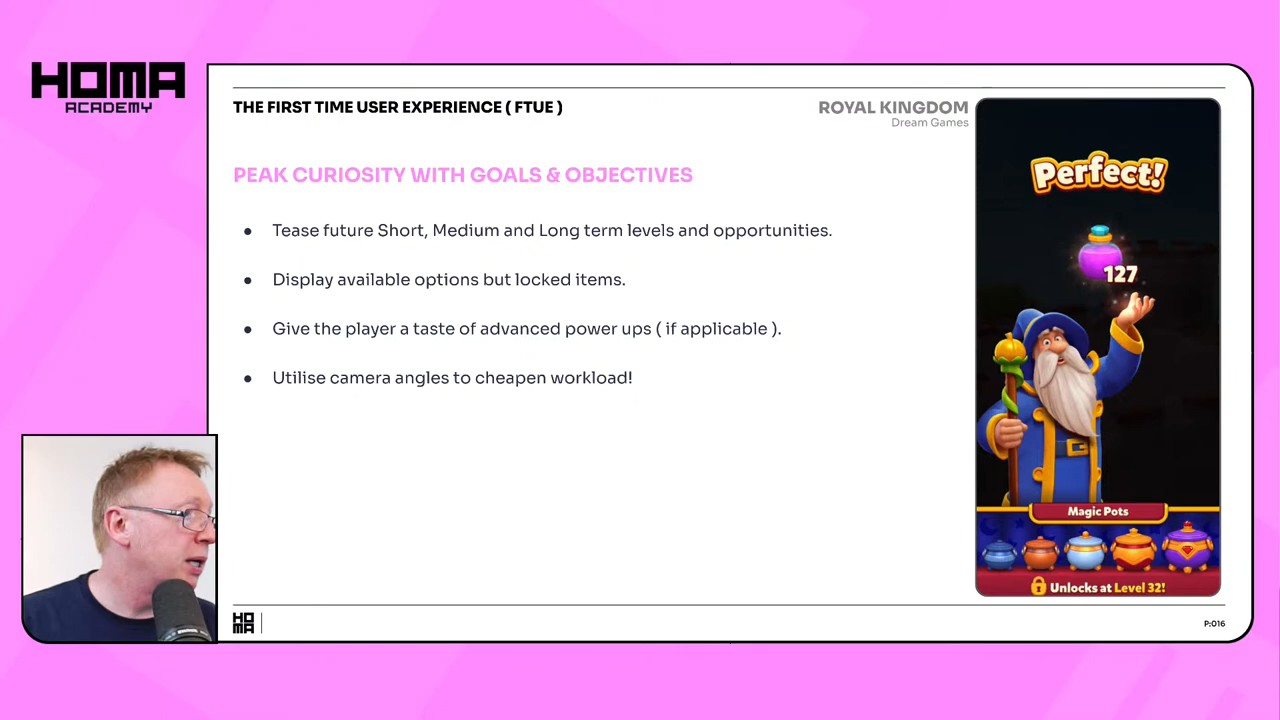 HOMA
ACADEMY
THE FIRST TIME USER EXPERIENCE ( FTUE )
ROYAL KINGDOM
Dream Games
PEAK CURIOSITY WITH GOALS & OBJECTIVES
● Tease future Short, Medium and Long term levels and opportunities.
● Display available options but locked items.
● Give the player a taste of advanced power ups ( if applicable ).
● Utilise camera angles to cheapen workload!
Perfect!
127
Magic Pots
Unlocks at Level 32!
HO
MA
P:016